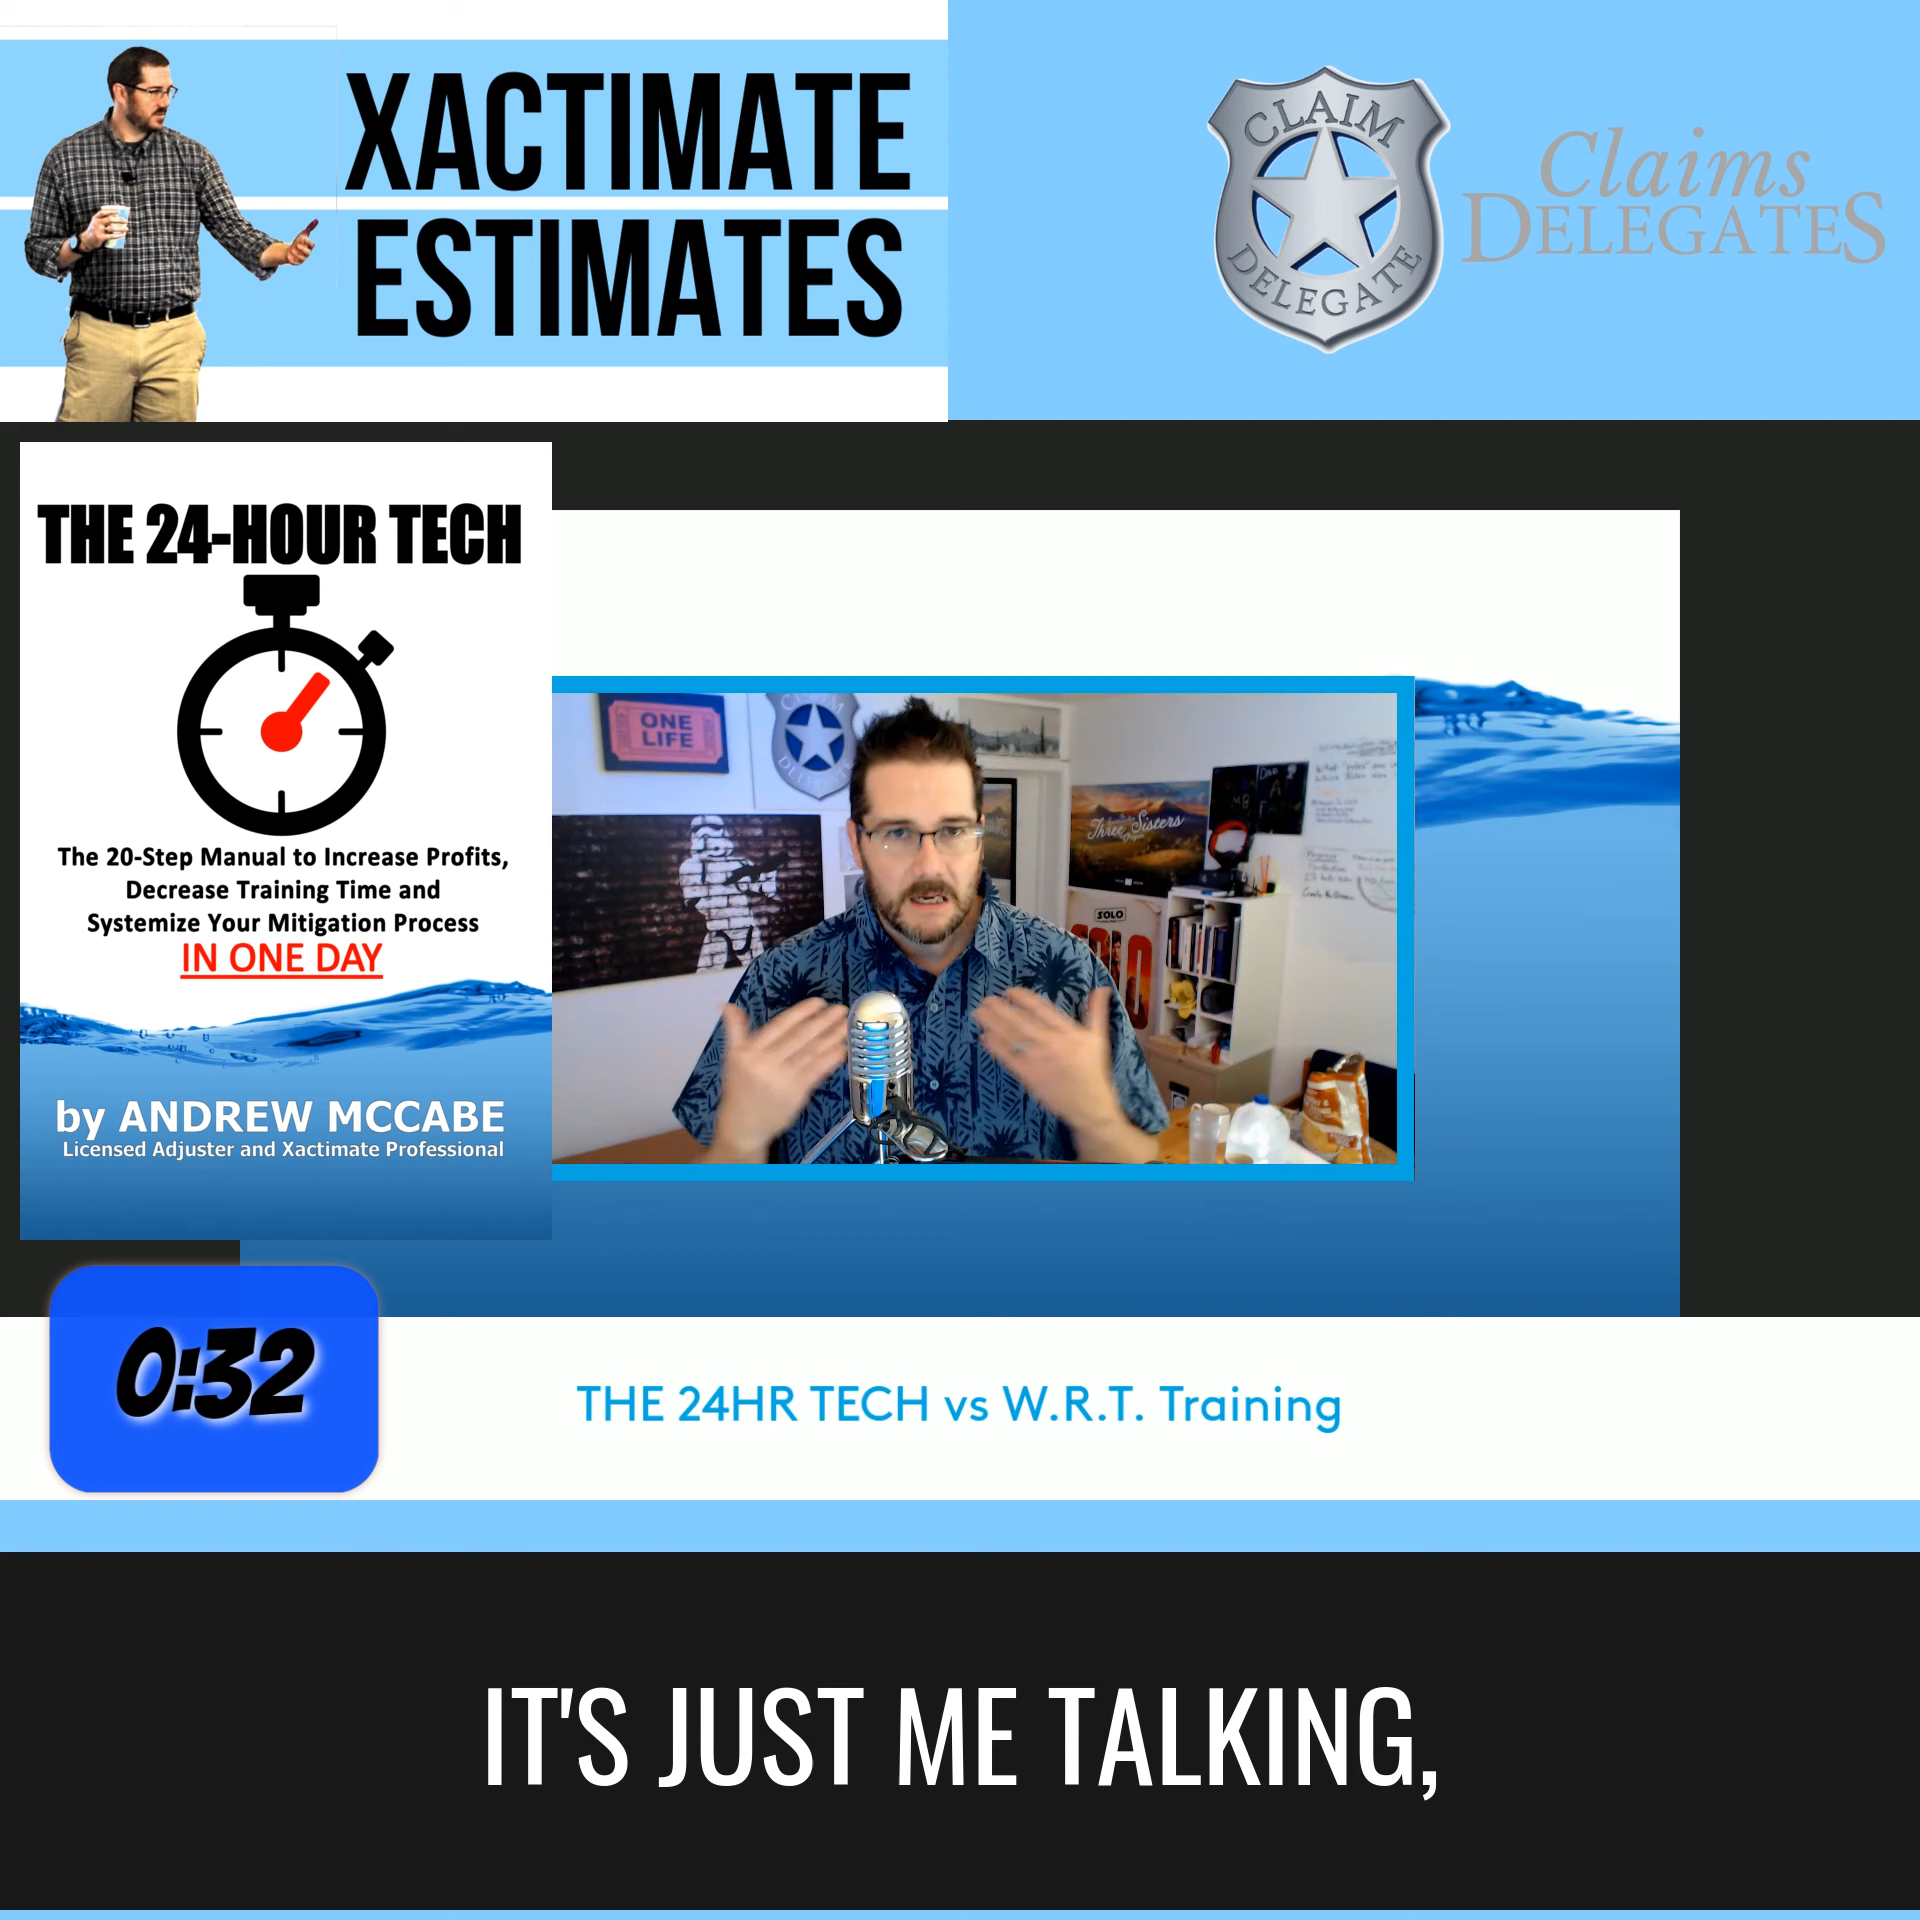 XACTIMATE
ESTIMATES
CLAIM
DELEGATE
Claims
DELEGATES
THE 24-HOUR TECH
The 20-Step Manual to Increase Profits,
Decrease Training Time and
Systemize Your Mitigation Process
IN ONE DAY
by ANDREW MCCABE
Licensed Adjuster and Xactimate Professional
ONE
LIFE
CLAIM
Three Sisters
SOLO
SOLO
0:32
THE 24HR TECH vs W.R.T. Training
IT'S JUST ME TALKING,